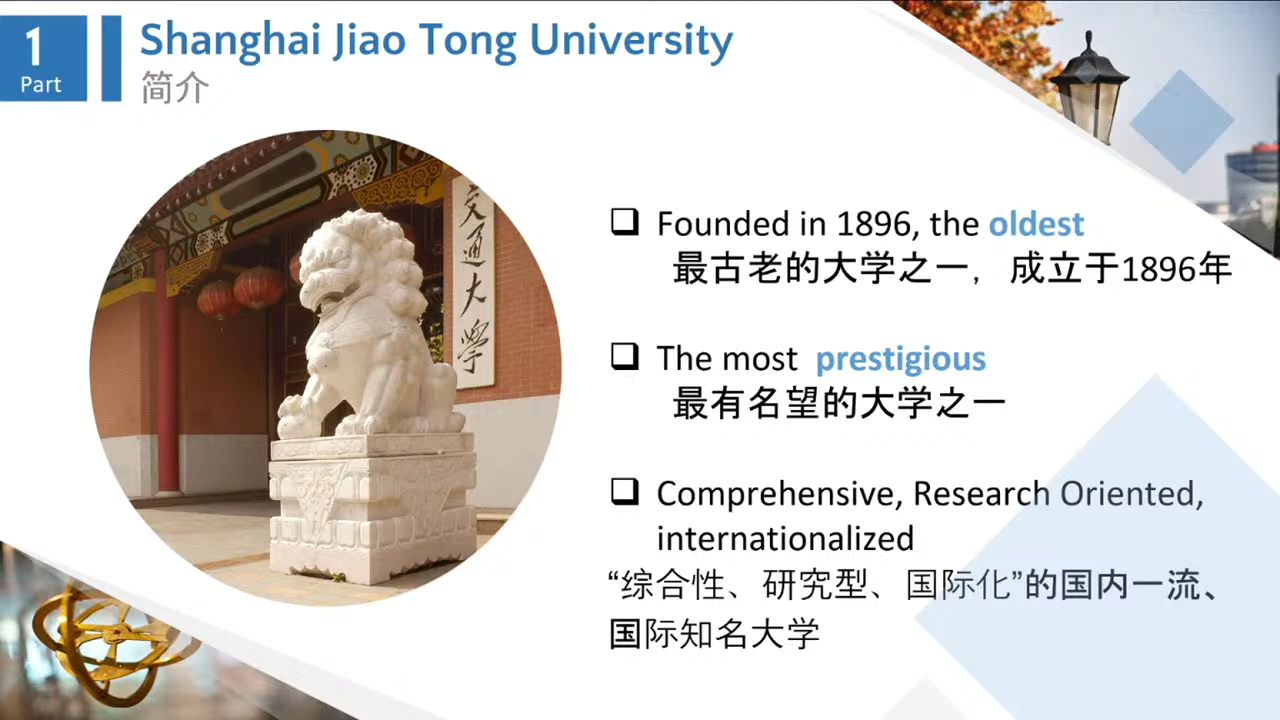 1
Part
Shanghai Jiao Tong University
简介
交通大学
Founded in 1896, the oldest
最古老的大学之一，成立于1896年
The most prestigious
最有名望的大学之一
Comprehensive, Research Oriented,
internationalized
“综合性、研究型、国际化”的国内一流、
国际知名大学